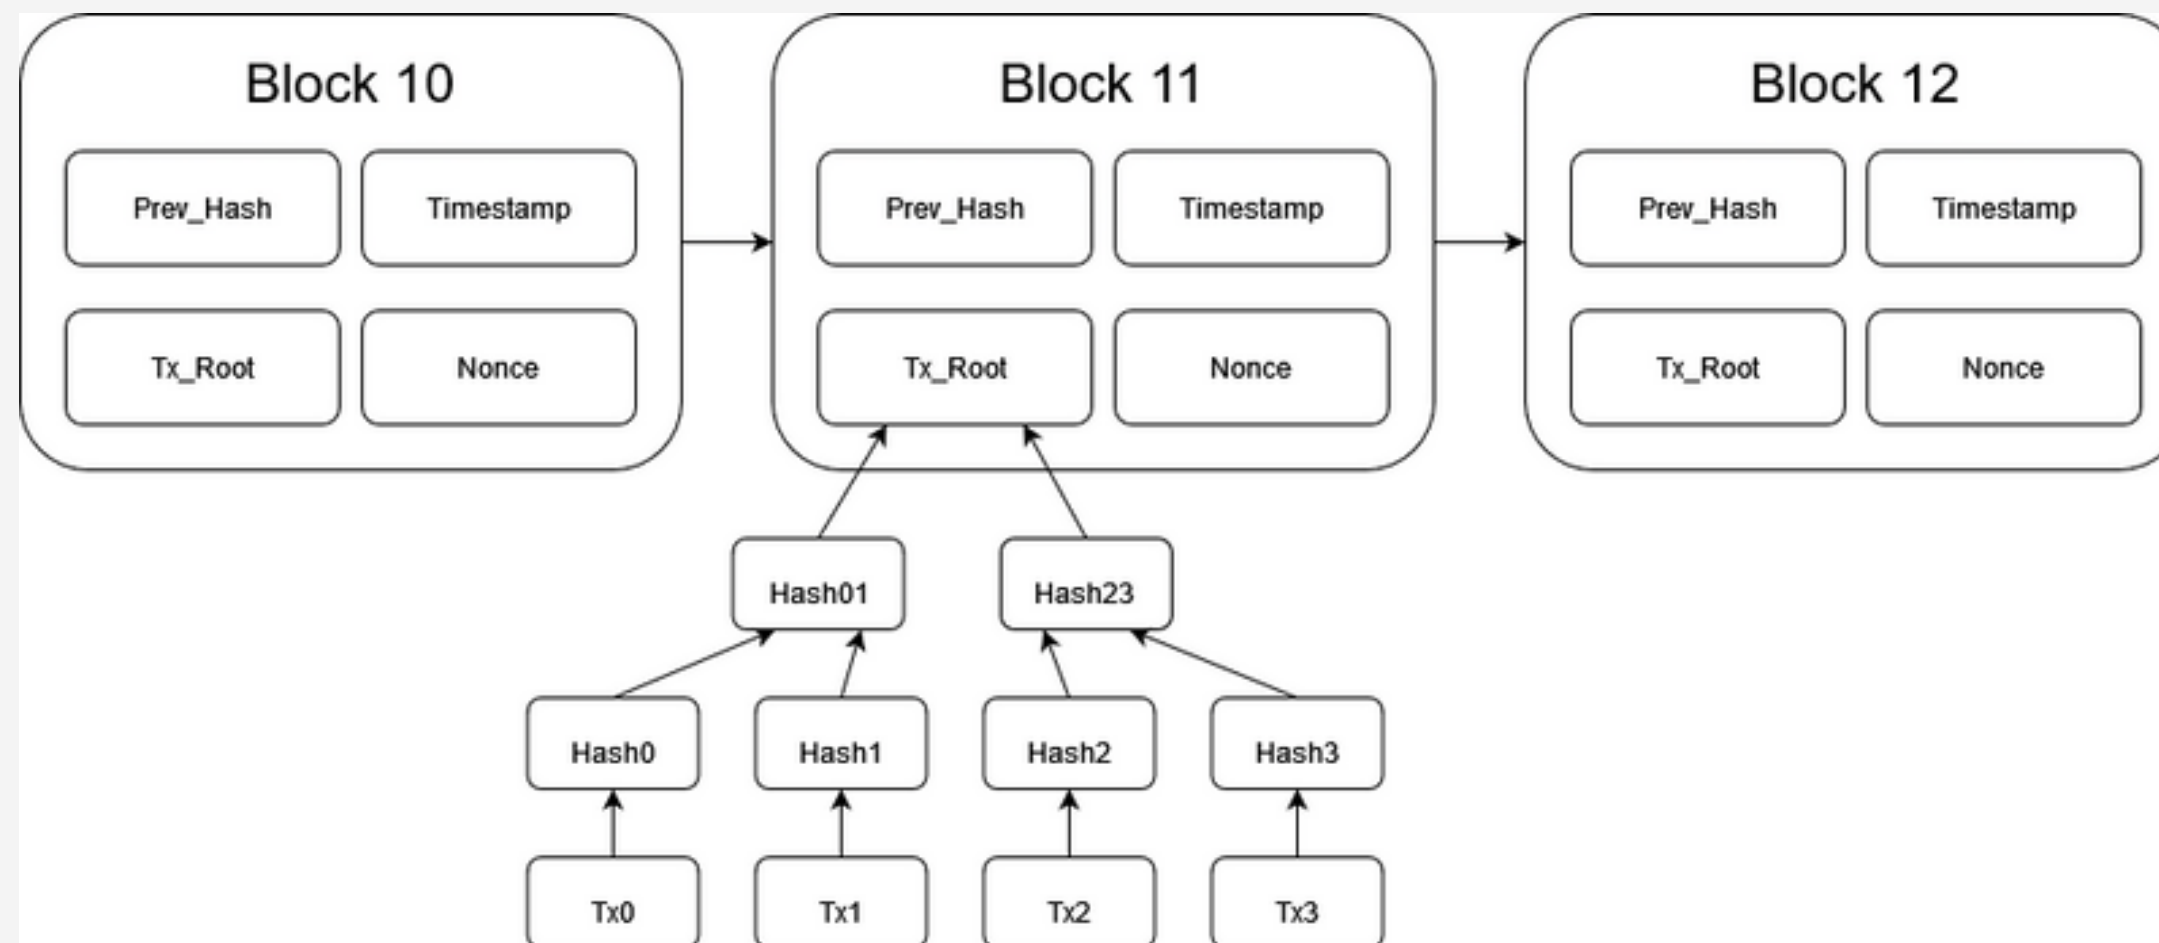 Block 10
Block 11
Block 12
Prev_Hash
Timestamp
Prev_Hash
Timestamp
Prev_Hash
Timestamp
Tx_Root
Nonce
Tx_Root
Nonce
Tx_Root
Nonce
Hash01
Hash23
Hash0
Hash1
Hash2
Hash3
Tx0
Tx1
Tx2
Tx3